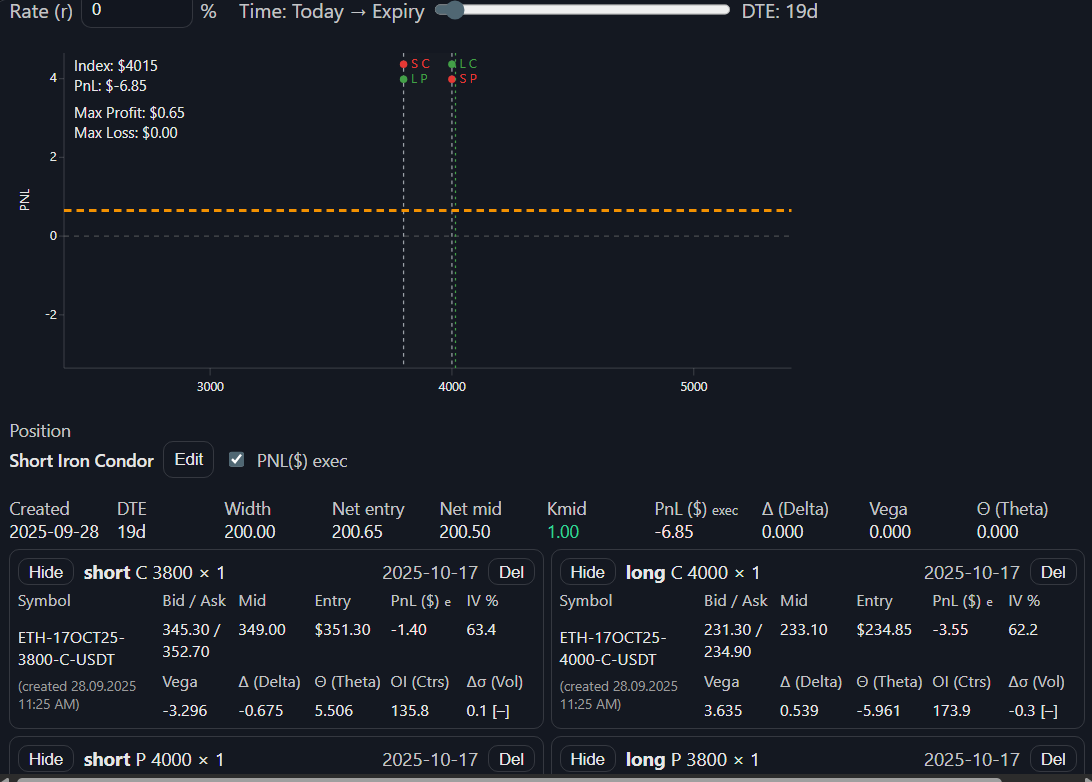 Rate (r) 0 % Time: Today → Expiry DTE: 19d
Index: $4015
PnL: $-6.85
Max Profit: $0.65
Max Loss: $0.00
S C
L P
L C
S P
4
2
0
-2
PNL
3000 4000 5000
Position
Short Iron Condor Edit PNL($) exec
Created DTE Width Net entry Net mid Kmid PnL ($) exec Δ (Delta) Vega Θ (Theta)
2025-09-28 19d 200.00 200.65 200.50 1.00 -6.85 0.000 0.000 0.000
Hide short C 3800 × 1 2025-10-17 Del
Symbol Bid / Ask Mid Entry PnL ($) e IV %
ETH-17OCT25-3800-C-USDT 345.30 / 352.70 349.00 $351.30 -1.40 63.4
(created 28.09.2025 11:25 AM)
Vega Δ (Delta) Θ (Theta) OI (Ctrs) Δσ (Vol)
-3.296 -0.675 5.506 135.8 0.1 [–]
Hide long C 4000 × 1 2025-10-17 Del
Symbol Bid / Ask Mid Entry PnL ($) e IV %
ETH-17OCT25-4000-C-USDT 231.30 / 234.90 233.10 $234.85 -3.55 62.2
(created 28.09.2025 11:25 AM)
Vega Δ (Delta) Θ (Theta) OI (Ctrs) Δσ (Vol)
3.635 0.539 -5.961 173.9 -0.3 [–]
Hide short P 4000 × 1 2025-10-17 Del
Hide long P 3800 × 1 2025-10-17 Del